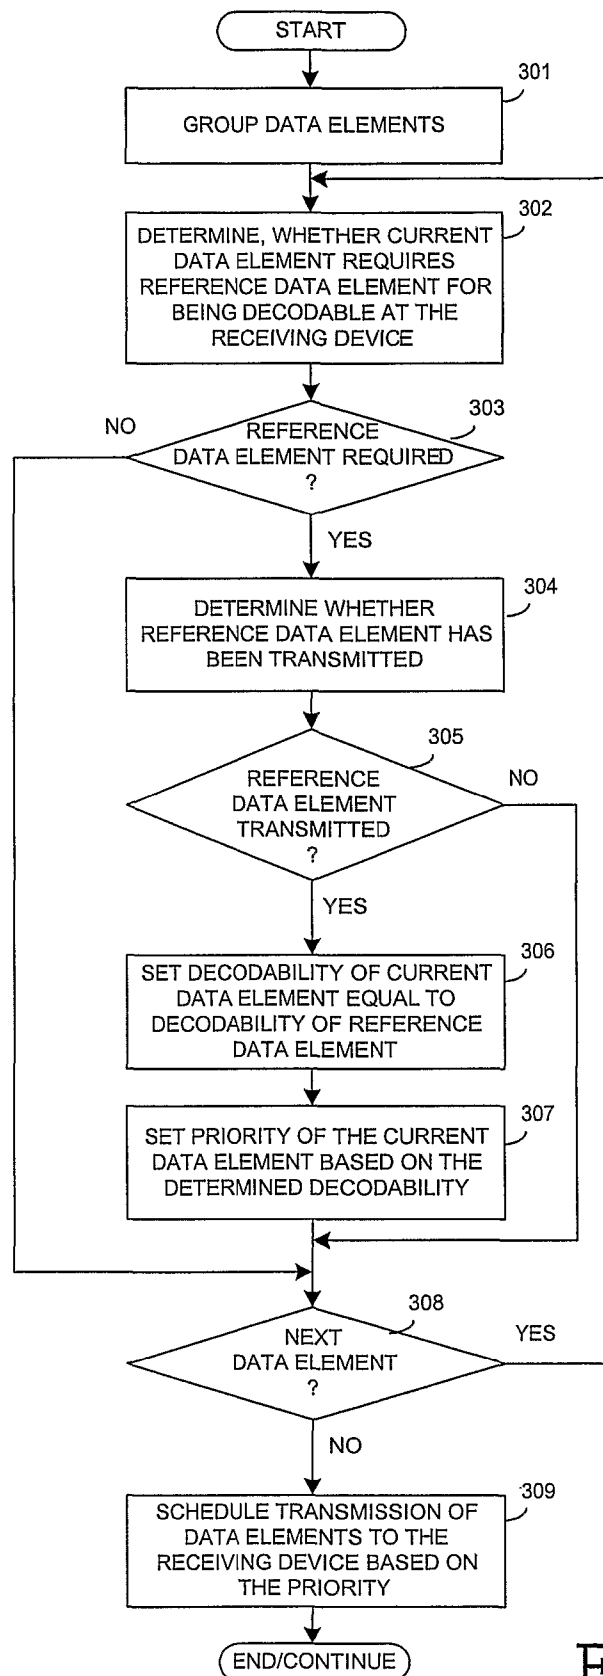 START
301
GROUP DATA ELEMENTS
302
DETERMINE, WHETHER CURRENT
DATA ELEMENT REQUIRES
REFERENCE DATA ELEMENT FOR
BEING DECODABLE AT THE
RECEIVING DEVICE
303
NO
REFERENCE
DATA ELEMENT REQUIRED
?
YES
304
DETERMINE WHETHER
REFERENCE DATA ELEMENT HAS
BEEN TRANSMITTED
305
NO
REFERENCE
DATA ELEMENT
TRANSMITTED
?
YES
306
SET DECODABILITY OF CURRENT
DATA ELEMENT EQUAL TO
DECODABILITY OF REFERENCE
DATA ELEMENT
307
SET PRIORITY OF THE CURRENT
DATA ELEMENT BASED ON THE
DETERMINED DECODABILITY
308
YES
NEXT
DATA ELEMENT
?
NO
309
SCHEDULE TRANSMISSION OF
DATA ELEMENTS TO THE
RECEIVING DEVICE BASED ON
THE PRIORITY
END/CONTINUE